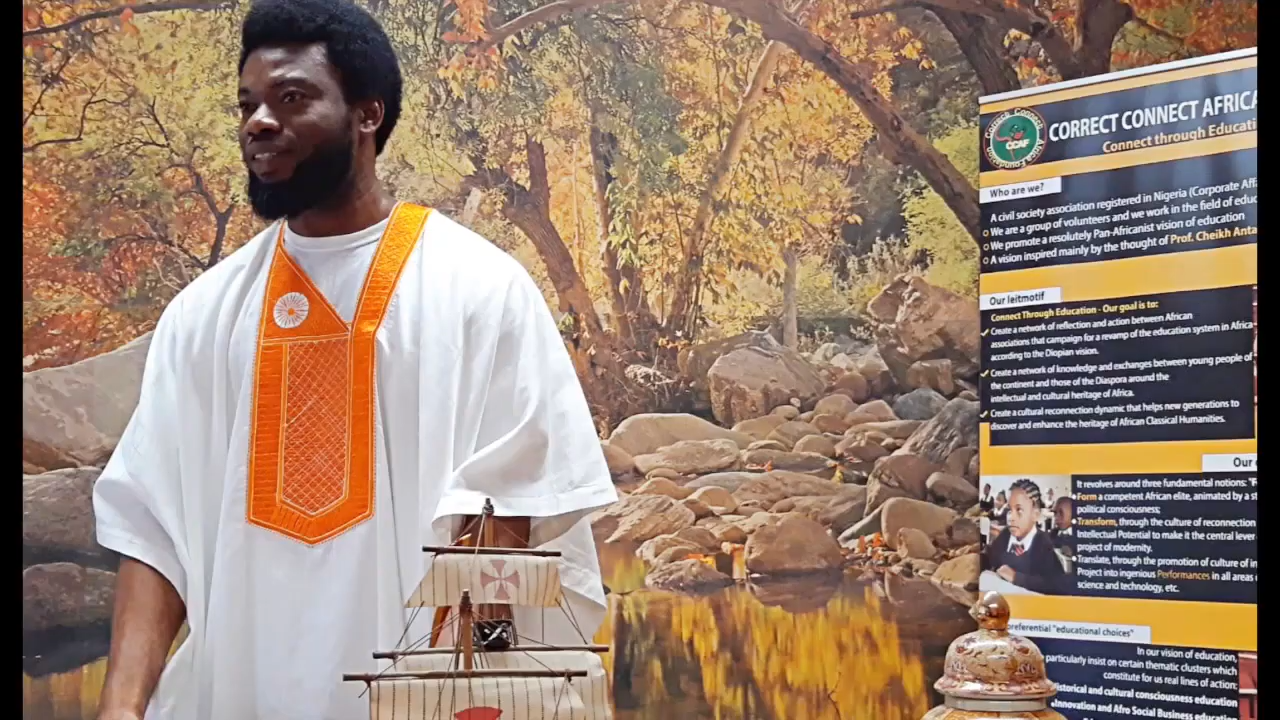 Correct Connect
CCAF
CORRECT CONNECT AFRICA
Connect through Educati
Who are we?
A civil society association registered in Nigeria (Corporate Aff
We are a group of volunteers and we work in the field of educ
We promote a resolutely Pan-Africanist vision of education
A vision inspired mainly by the thought of Prof. Cheikh Anta
Our leitmotif
Connect Through Education - Our goal is to:
Create a network of reflection and action between African
associations that campaign for a revamp of the education system in Africa
according to the Diopian vision.
Create a network of knowledge and exchanges between young people of
the continent and those of the Diaspora around the
intellectual and cultural heritage of Africa.
Create a cultural reconnection dynamic that helps new generations to
discover and enhance the heritage of African Classical Humanities.
Our
It revolves around three fundamental notions: "F
Form a competent African elite, animated by a st
political consciousness;
Transform, through the culture of reconnection
Intellectual Potential to make it the central lever
project of modernity.
Translate, through the promotion of culture of in
Project into ingenious Performances in all areas
science and technology, etc.
preferential "educational choices"
In our vision of education,
particularly insist on certain thematic clusters which
constitute for us real lines of action:
Historical and cultural consciousness education
Innovation and Afro Social Business education